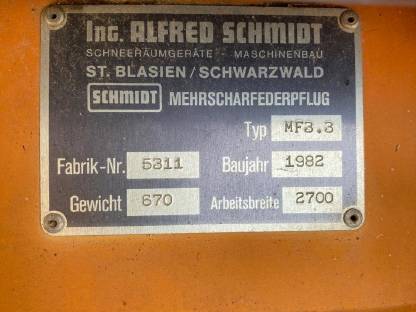 Ing. ALFRED SCHMIDT
SCHNEERÄUMGERÄTE - MASCHINENBAU
ST. BLASIEN/SCHWARZWALD
SCHMIDT MEHRSCHARFEDERPFLUG
Typ MF3.3
Fabrik-Nr. 5311 Baujahr 1982
Gewicht 670 Arbeitsbreite 2700